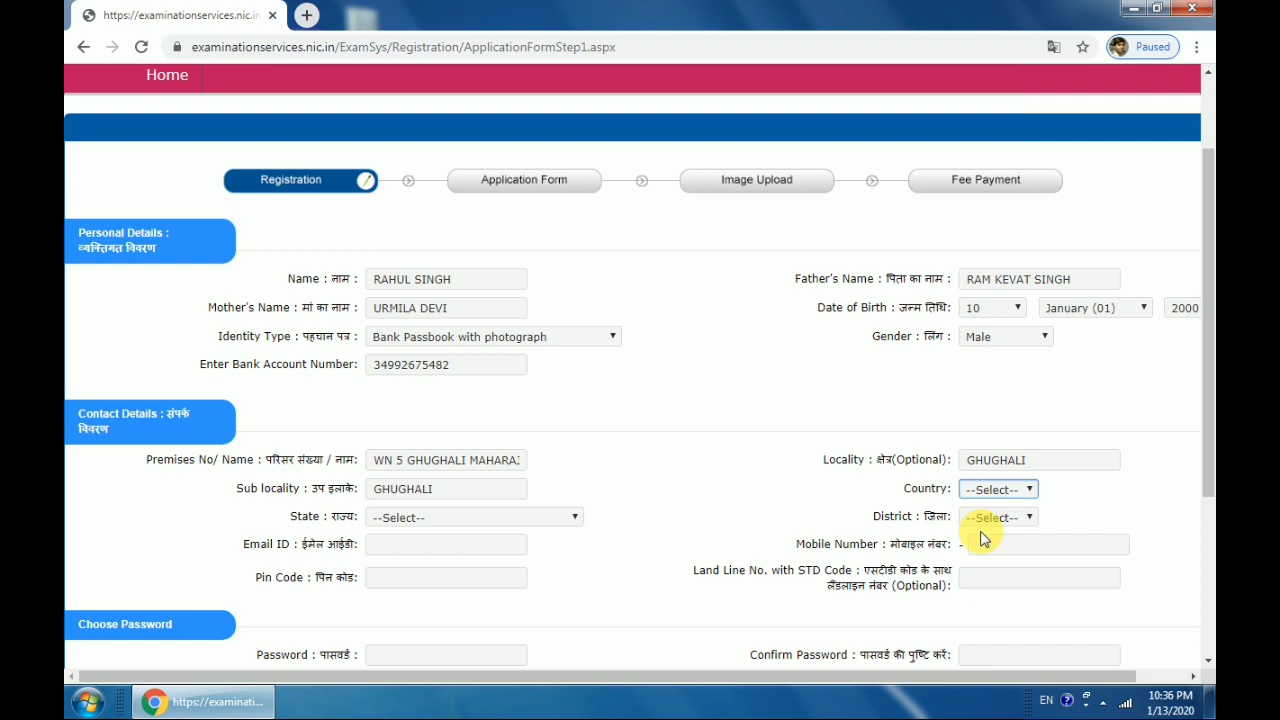 https://examinationservices.nic.in
examinationservices.nic.in/ExamSys/Registration/ApplicationFormStep1.aspx
Paused
Home
Registration
Application Form
Image Upload
Fee Payment
Personal Details :
व्यक्तिगत विवरण
Name : नाम : RAHUL SINGH
Father's Name : पिता का नाम : RAM KEVAT SINGH
Mother's Name : मां का नाम : URMILA DEVI
Date of Birth : जन्म तिथि: 10 January (01) 2000
Identity Type : पहचान पत्र : Bank Passbook with photograph
Gender : लिंग : Male
Enter Bank Account Number: 34992675482
Contact Details : संपर्क
विवरण
Premises No/ Name : परिसर संख्या / नाम: WN 5 GHUGHALI MAHARAJ
Locality : क्षेत्र(Optional): GHUGHALI
Sub locality : उप इलाके: GHUGHALI
Country: --Select--
State : राज्य: --Select--
District : जिला: --Select--
Email ID : ईमेल आईडी:
Mobile Number : मोबाइल नंबर: -
Pin Code : पिन कोड:
Land Line No. with STD Code : एसटीडी कोड के साथ
लैंडलाइन नंबर (Optional):
Choose Password
Password : पासवर्ड :
Confirm Password : पासवर्ड की पुष्टि करें:
https://examinati...
EN
10:36 PM
1/13/2020